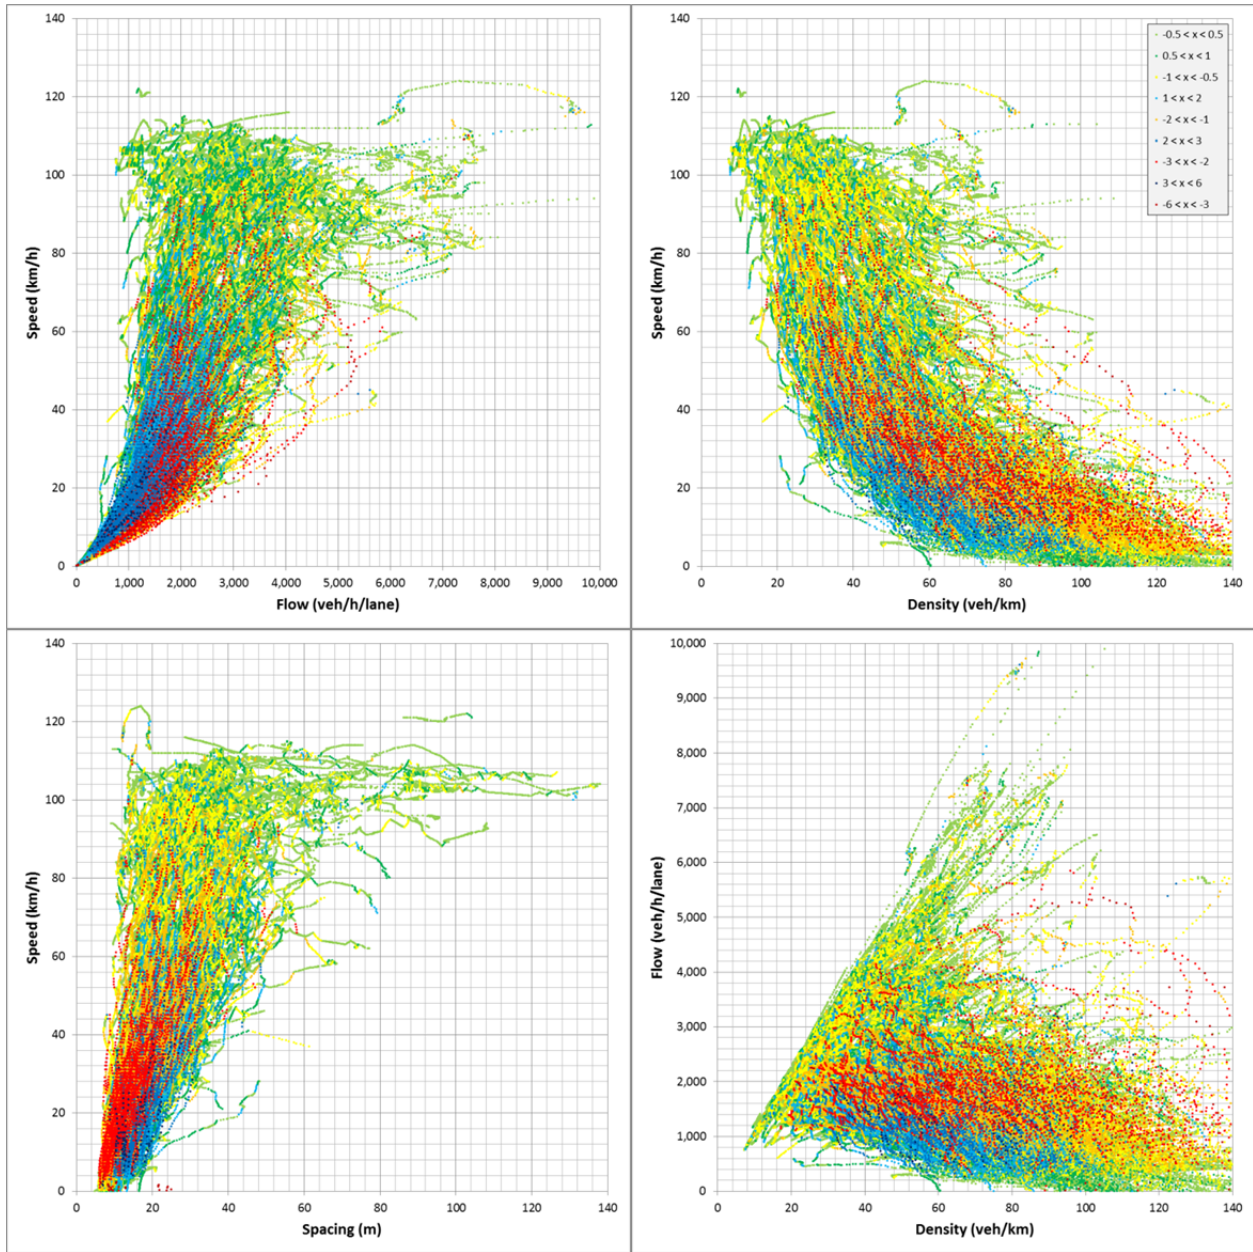 140
120
100
80
60
40
20
0
Speed (km/h)
0 1,000 2,000 3,000 4,000 5,000 6,000 7,000 8,000 9,000 10,000
Flow (veh/h/lane)
140
120
100
80
60
40
20
0
Speed (km/h)
0 20 40 60 80 100 120 140
Density (veh/km)
-0.5 < x < 0.5
0.5 < x < 1
-1 < x < -0.5
1 < x < 2
-2 < x < -1
2 < x < 3
-3 < x < -2
3 < x < 6
-6 < x < -3
140
120
100
80
60
40
20
0
Speed (km/h)
0 20 40 60 80 100 120 140
Spacing (m)
10,000
9,000
8,000
7,000
6,000
5,000
4,000
3,000
2,000
1,000
0
Flow (veh/h/lane)
0 20 40 60 80 100 120 140
Density (veh/km)